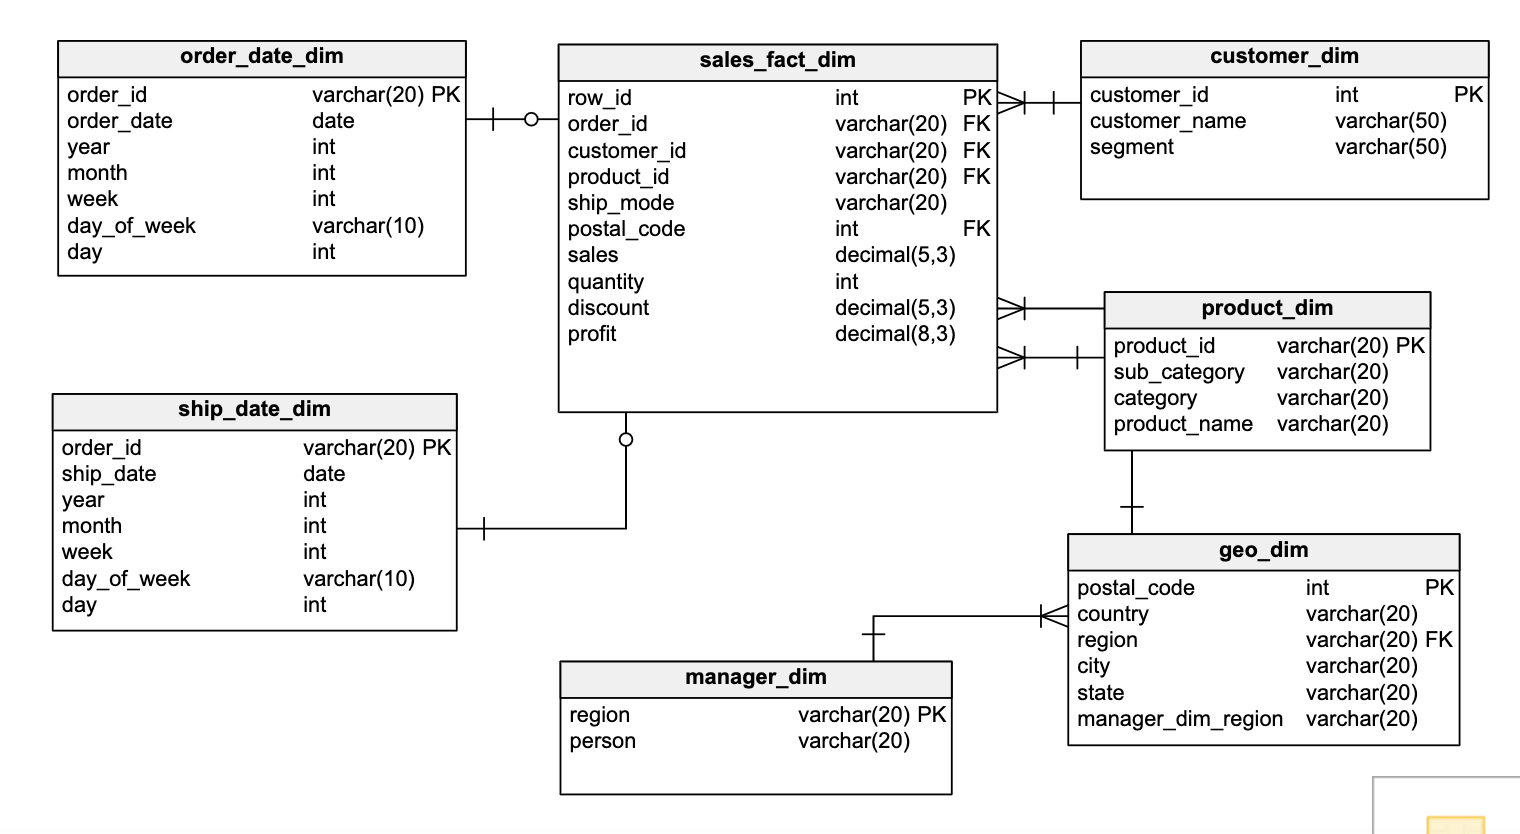 order_date_dim
order_id varchar(20) PK
order_date date
year int
month int
week int
day_of_week varchar(10)
day int
sales_fact_dim
row_id int PK
order_id varchar(20) FK
customer_id varchar(20) FK
product_id varchar(20) FK
ship_mode varchar(20)
postal_code int FK
sales decimal(5,3)
quantity int
discount decimal(5,3)
profit decimal(8,3)
customer_dim
customer_id int PK
customer_name varchar(50)
segment varchar(50)
product_dim
product_id varchar(20) PK
sub_category varchar(20)
category varchar(20)
product_name varchar(20)
ship_date_dim
order_id varchar(20) PK
ship_date date
year int
month int
week int
day_of_week varchar(10)
day int
geo_dim
postal_code int PK
country varchar(20)
region varchar(20) FK
city varchar(20)
state varchar(20)
manager_dim_region varchar(20)
manager_dim
region varchar(20) PK
person varchar(20)